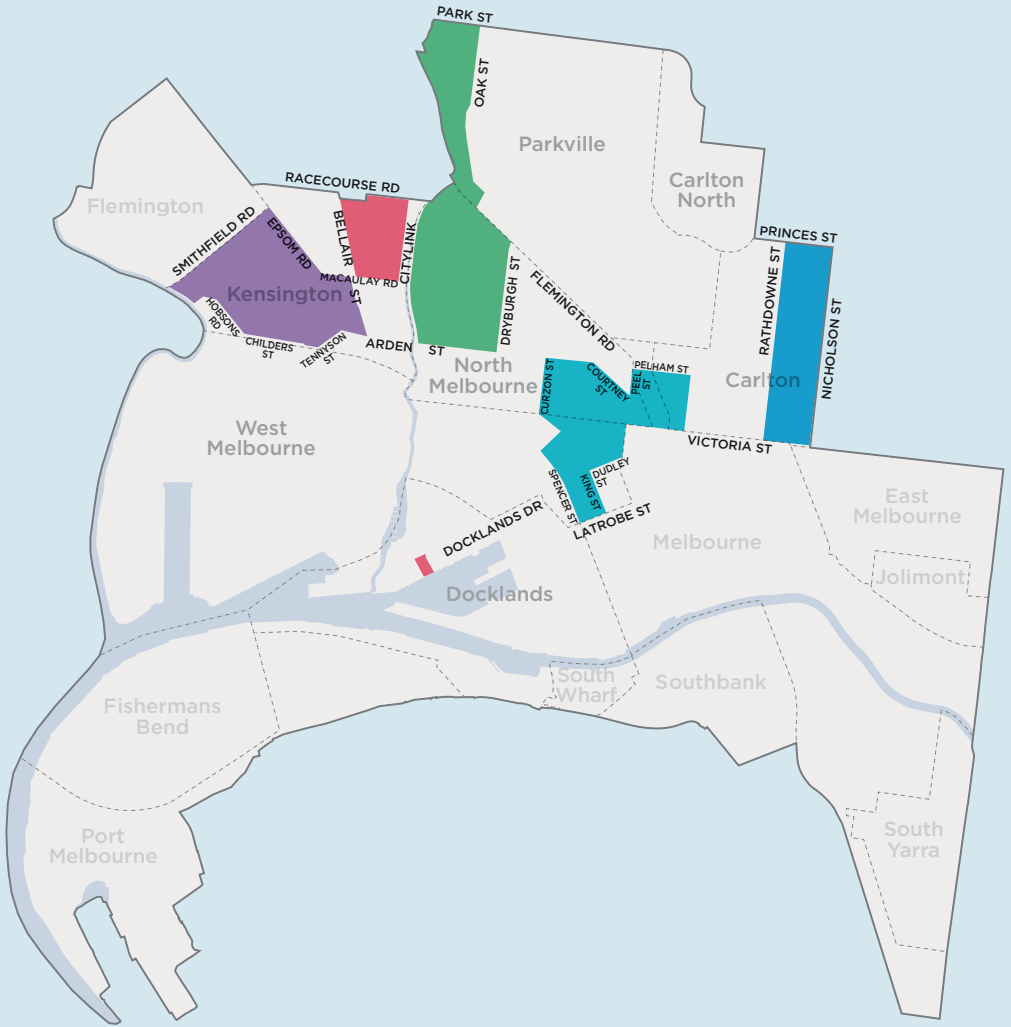 PARK ST
OAK ST
Parkville
Carlton
North
RACECOURSE RD
Flemington
SMITHFIELD RD
EPSOM RD
BELLAIR
ST
CITYLINK
MACAULAY RD
Kensington
HOBSONS
RD
CHILDERS
ST
TENNYSON
ST
ARDEN ST
DRYBURGH ST
FLEMINGTON RD
PRINCES ST
RATHDOWNE ST
NICHOLSON ST
Carlton
North
Melbourne
CURZON ST
COURTNEY
ST
PEEL
ST
PELHAM ST
VICTORIA ST
West
Melbourne
SPENCER ST
KING ST
DUDLEY
ST
LATROBE ST
DOCKLANDS DR
Docklands
Melbourne
East
Melbourne
Jolimont
South
Wharf
Southbank
Fishermans
Bend
Port
Melbourne
South
Yarra